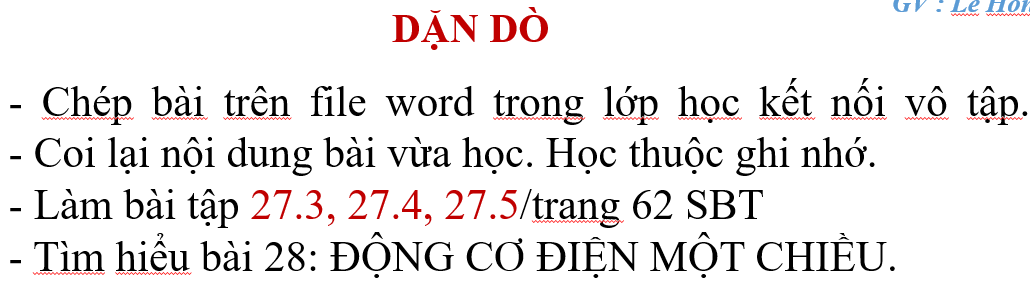 GV : Lê Hồn
DẶN DÒ
- Chép bài trên file word trong lớp học kết nối vô tập.
- Coi lại nội dung bài vừa học. Học thuộc ghi nhớ.
- Làm bài tập 27.3, 27.4, 27.5/trang 62 SBT
- Tìm hiểu bài 28: ĐỘNG CƠ ĐIỆN MỘT CHIỀU.